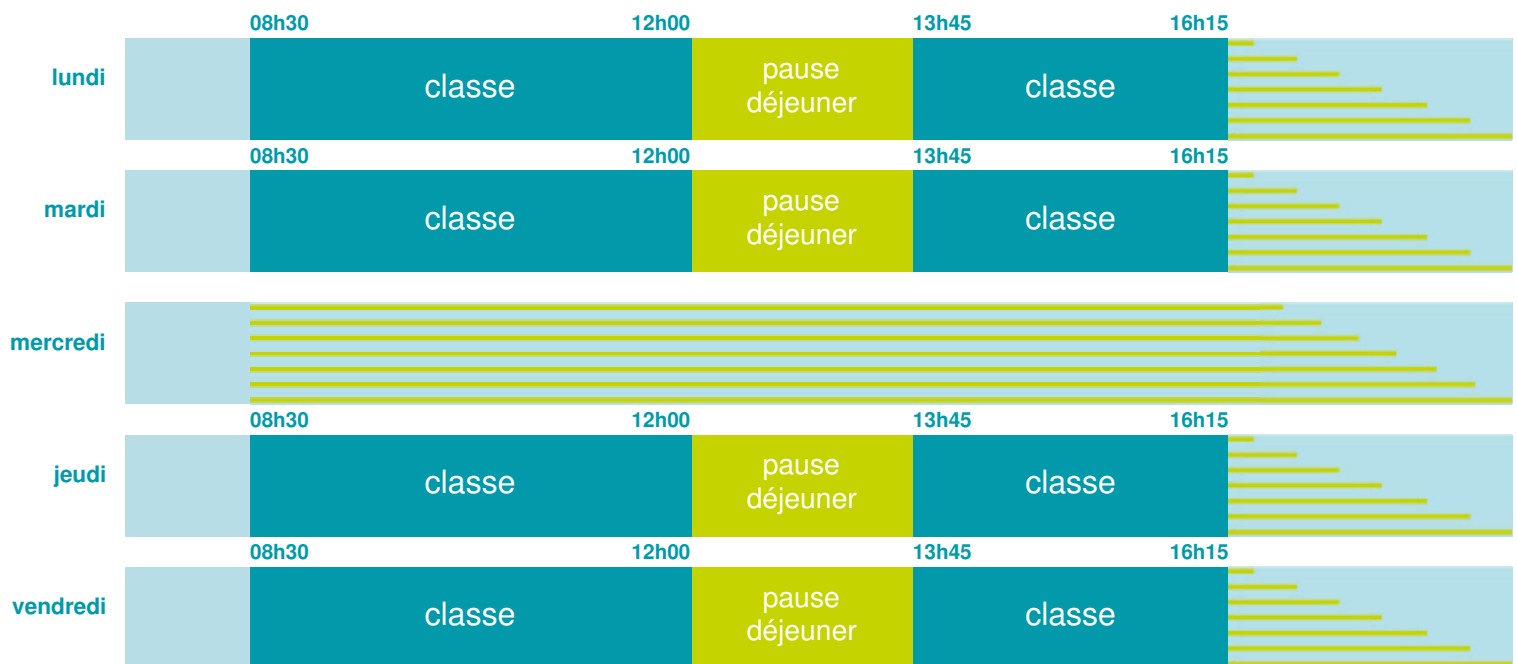 08h30 12h00 13h45 16h15
lundi classe pause déjeuner classe
08h30 12h00 13h45 16h15
mardi classe pause déjeuner classe
mercredi
08h30 12h00 13h45 16h15
jeudi classe pause déjeuner classe
08h30 12h00 13h45 16h15
vendredi classe pause déjeuner classe